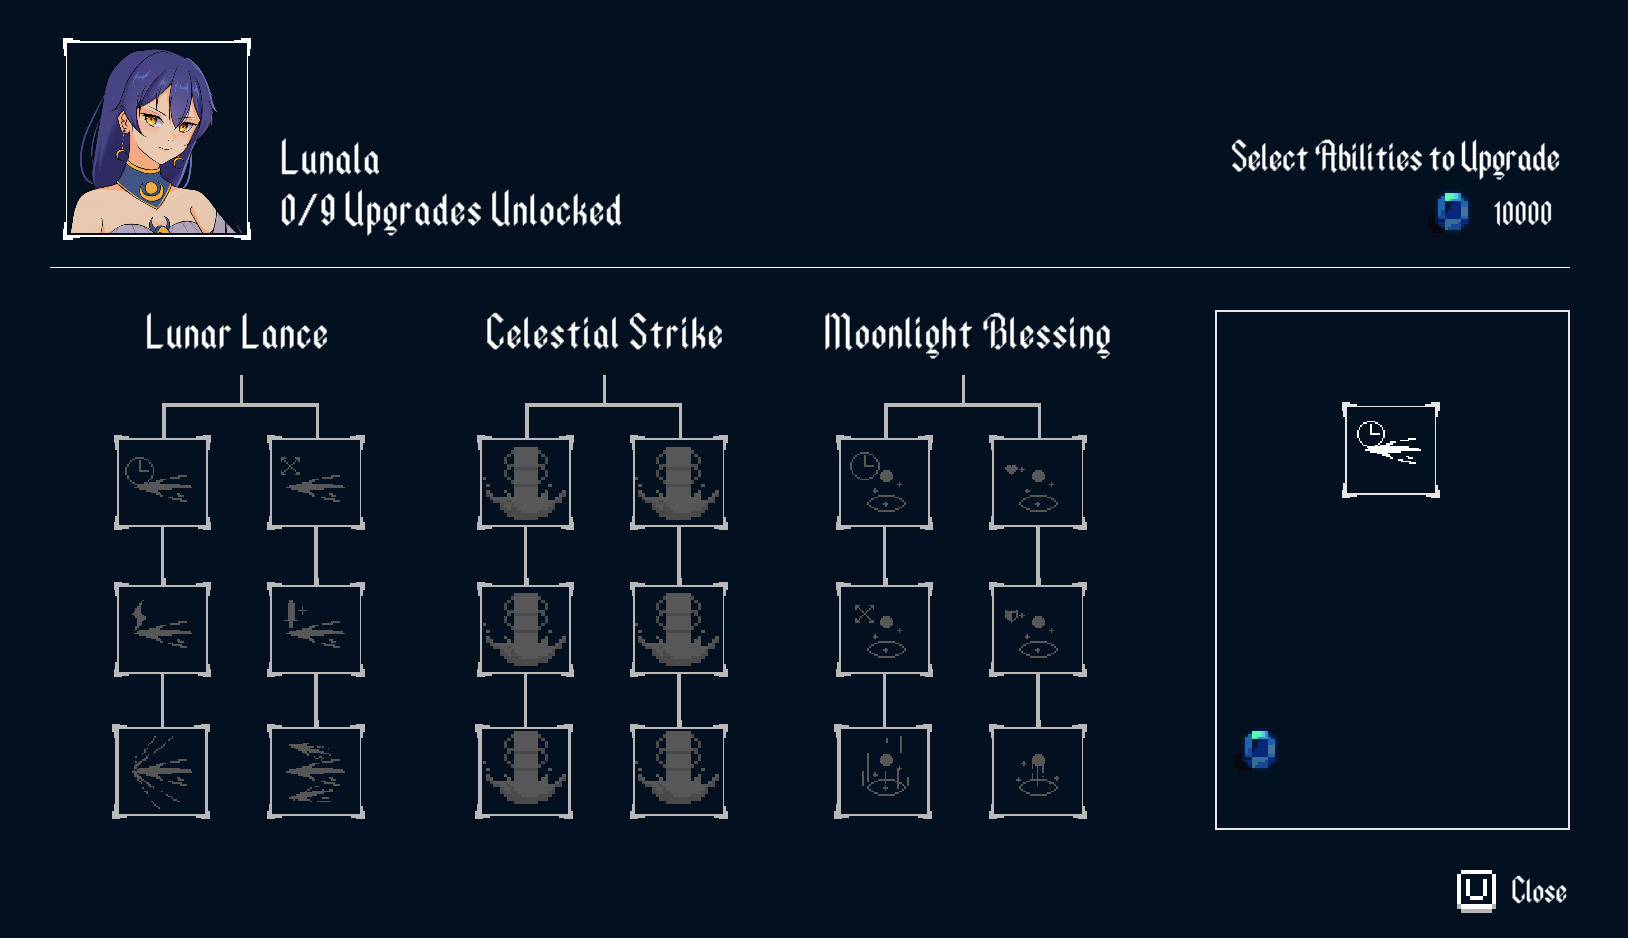 Lunala
0/9 Upgrades Unlocked
Select Abilities to Upgrade
10000
Lunar Lance
Celestial Strike
Moonlight Blessing
U Close